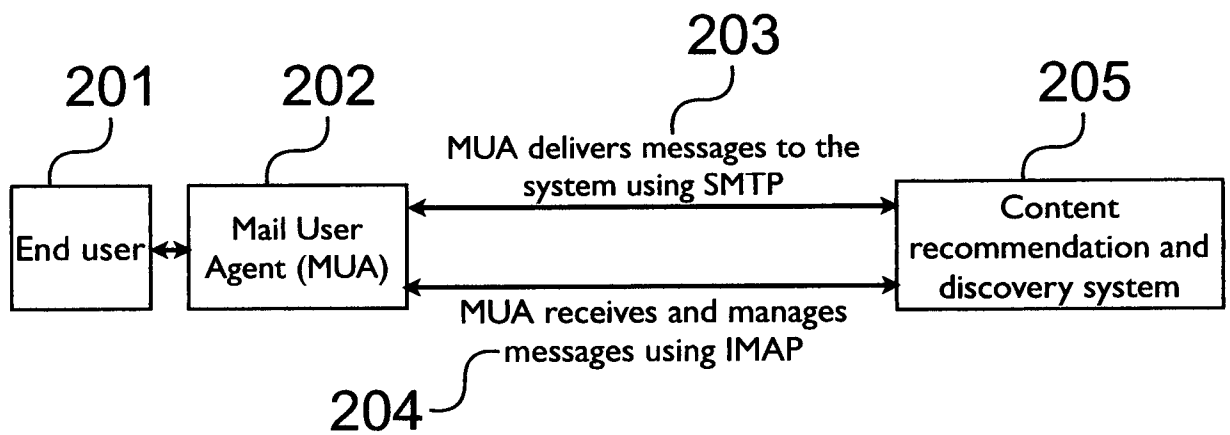 203
201
202
205
MUA delivers messages to the
system using SMTP
End user
Mail User
Agent (MUA)
Content
recommendation and
discovery system
MUA receives and manages
messages using IMAP
204